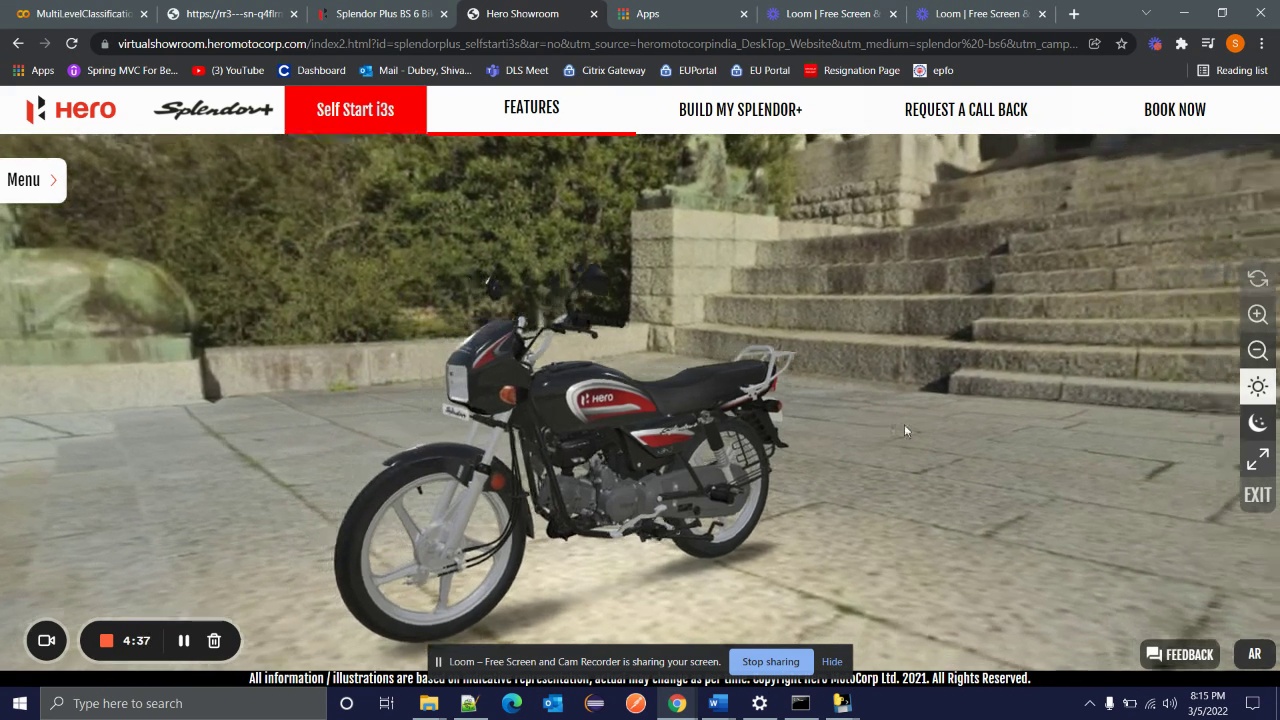 MultiLevelClassificatio
https://rr3---sn-q4flrn
Splendor Plus BS 6 Bi
Hero Showroom
Apps
Loom | Free Screen &
Loom | Free Screen &
virtualshowroom.heromotocorp.com/index2.html?id=splendorplus_selfstarti3s&at=no&utm_source=heromotocorpindia_DeskTop_Website&utm_medium=splendor%20-bs6&utm_camp...
S
Apps
Spring MVC For Be...
(3) YouTube
Dashboard
Mail - Dubey, Shiva...
DLS Meet
Citrix Gateway
EUPortal
EU Portal
Resignation Page
epfo
Reading list
Hero
Splendor+
Self Start i3s
FEATURES
BUILD MY SPLENDOR+
REQUEST A CALL BACK
BOOK NOW
Menu
Hero
EXIT
4:37
FEEDBACK
AR
Loom – Free Screen and Cam Recorder is sharing your screen.
Stop sharing
Hide
All information / illustrations are based on indicative representation, actual may change as per time. Copyright Hero MotoCorp Ltd. 2021. All Rights Reserved.
Type here to search
8:15 PM
3/5/2022